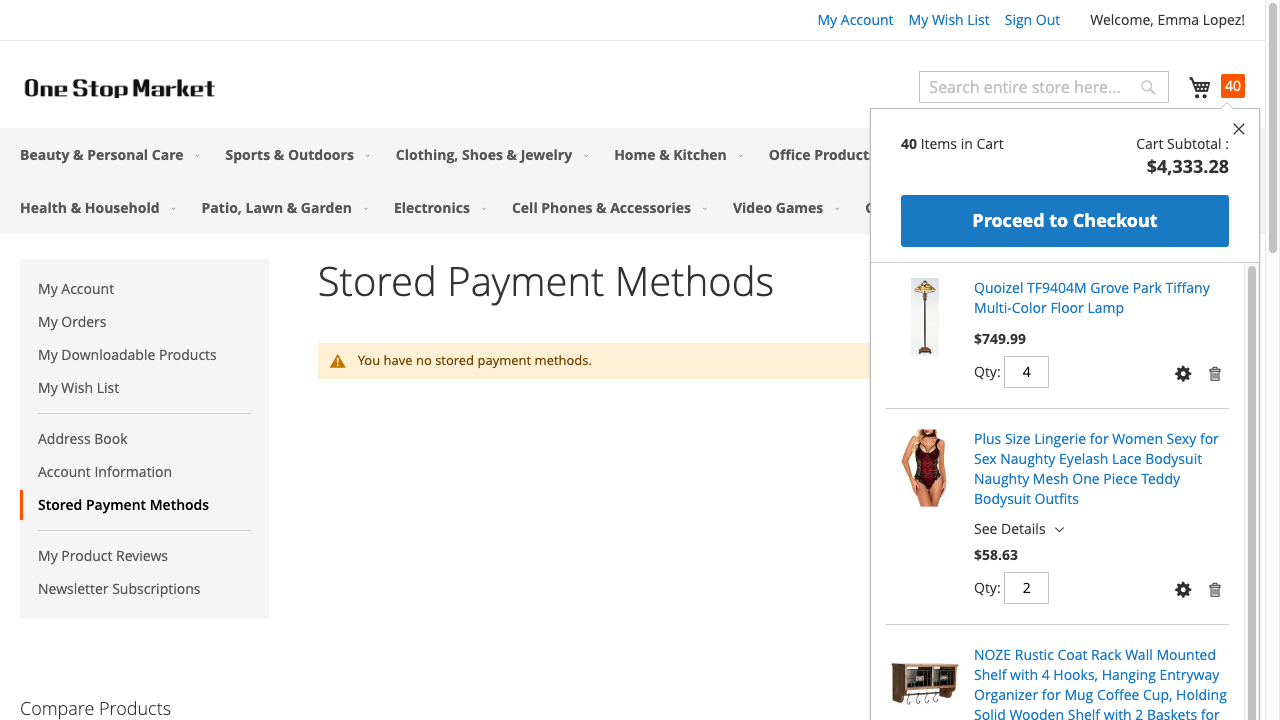 My Account
My Wish List
Sign Out
Welcome, Emma Lopez!
One Stop Market
Search entire store here...
40
Beauty & Personal Care
Sports & Outdoors
Clothing, Shoes & Jewelry
Home & Kitchen
Office Products
Health & Household
Patio, Lawn & Garden
Electronics
Cell Phones & Accessories
Video Games
My Account
My Orders
My Downloadable Products
My Wish List
Address Book
Account Information
Stored Payment Methods
My Product Reviews
Newsletter Subscriptions
Compare Products
Stored Payment Methods
You have no stored payment methods.
40 Items in Cart
Cart Subtotal :
$4,333.28
Proceed to Checkout
Quoizel TF9404M Grove Park Tiffany
Multi-Color Floor Lamp
$749.99
Qty: 4
Plus Size Lingerie for Women Sexy for
Sex Naughty Eyelash Lace Bodysuit
Naughty Mesh One Piece Teddy
Bodysuit Outfits
See Details
$58.63
Qty: 2
NOZE Rustic Coat Rack Wall Mounted
Shelf with 4 Hooks, Hanging Entryway
Organizer for Mug Coffee Cup, Holding
Solid Wooden Shelf with 2 Baskets for